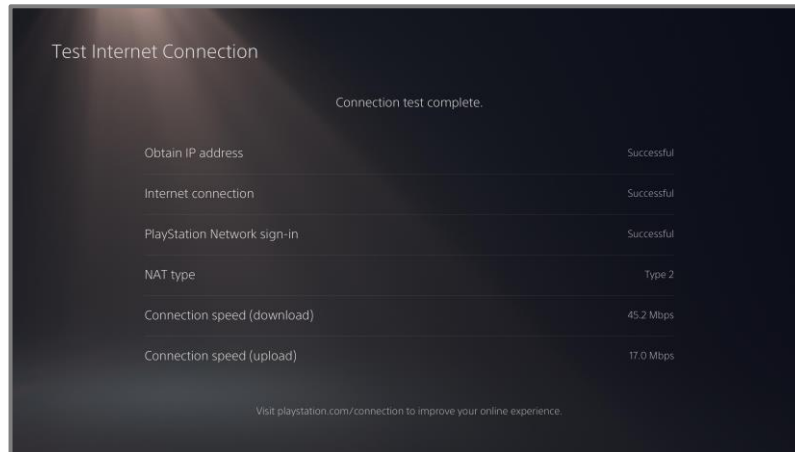 Test Internet Connection
Connection test complete.
Obtain IP address Successful
Internet connection Successful
PlayStation Network sign-in Successful
NAT type Type 2
Connection speed (download) 45.2 Mbps
Connection speed (upload) 17.0 Mbps
Visit playstation.com/connection to improve your online experience.